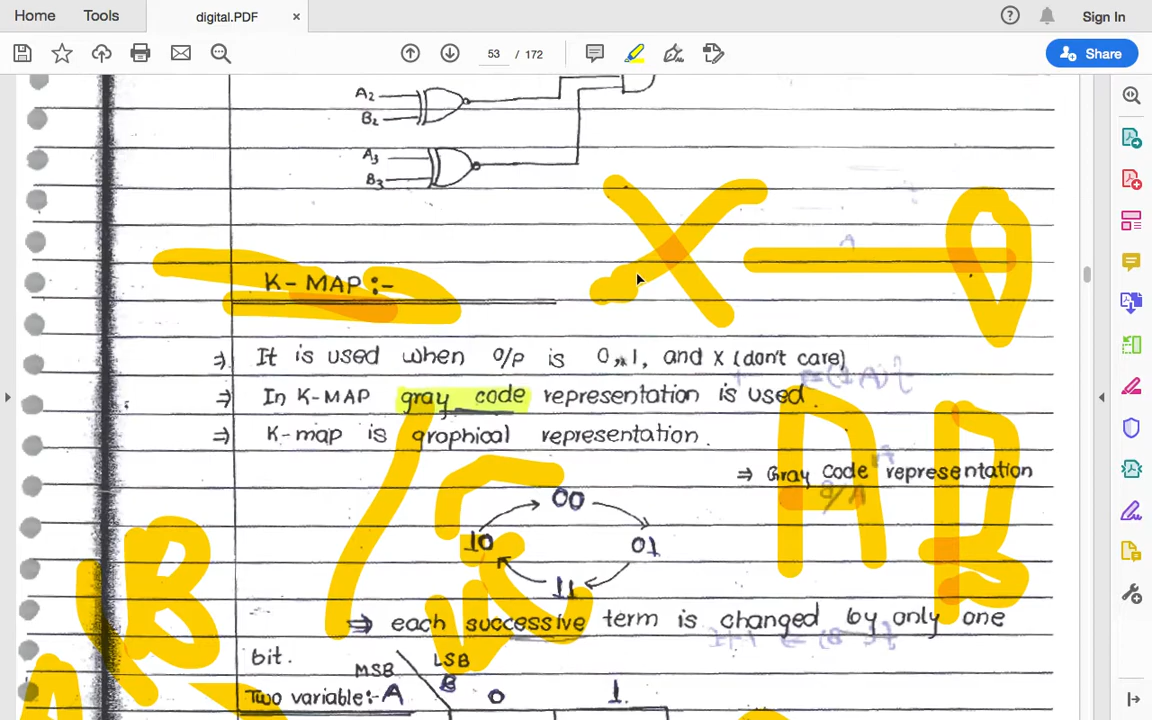 Home Tools digital.PDF × Sign In
53 / 172 Share
A2
B2
A3
B3
X
K-MAP :-
⇒ It is used when O/P is 0, 1, and X (don't care)
⇒ In K-MAP gray code representation is used.
⇒ K-map is graphical representation.
⇒ Gray Code representation
00
10 01
11
A B
B
⇒ each successive term is changed by only one
bit.
MSB LSB
Two variable:- A B 0 1